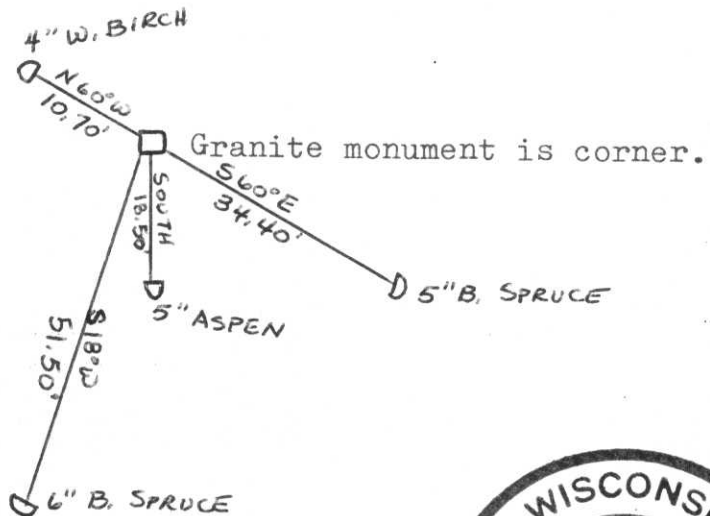 4" W. BIRCH
N60°W
10.70'
Granite monument is corner.
S60°E
34.40'
SOUTH
18.50'
5" B. SPRUCE
5" ASPEN
S18°W
51.50'
6" B. SPRUCE
WISCONS